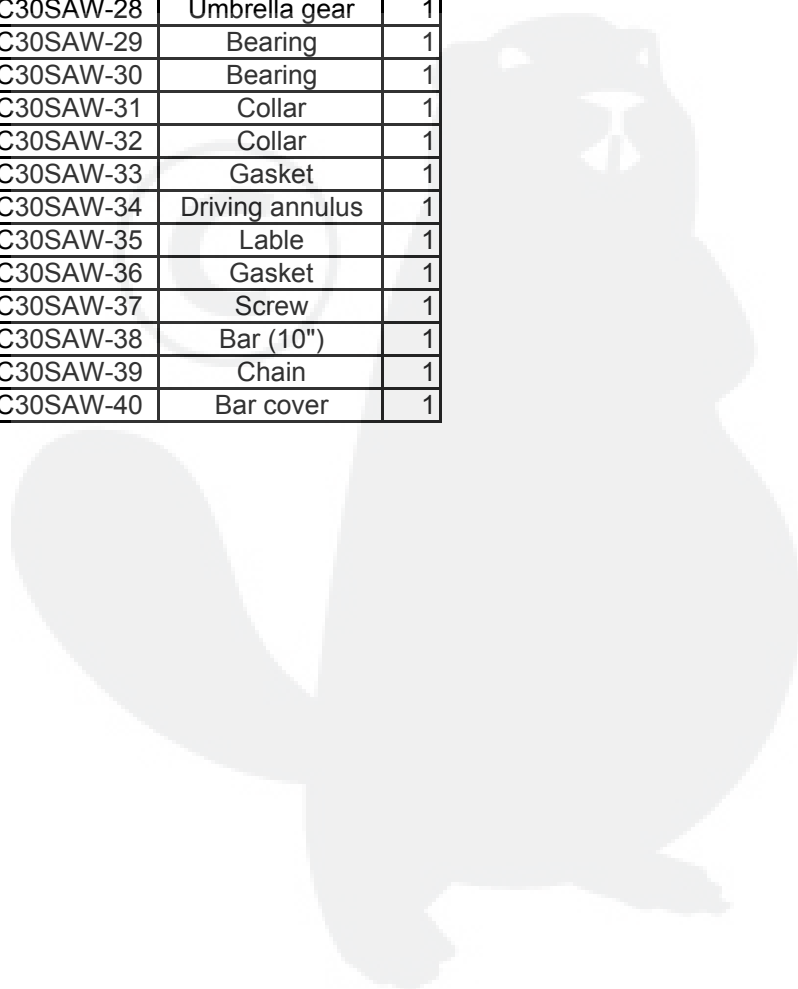 C30SAW-28 Umbrella gear 1
C30SAW-29 Bearing 1
C30SAW-30 Bearing 1
C30SAW-31 Collar 1
C30SAW-32 Collar 1
C30SAW-33 Gasket 1
C30SAW-34 Driving annulus 1
C30SAW-35 Lable 1
C30SAW-36 Gasket 1
C30SAW-37 Screw 1
C30SAW-38 Bar (10") 1
C30SAW-39 Chain 1
C30SAW-40 Bar cover 1